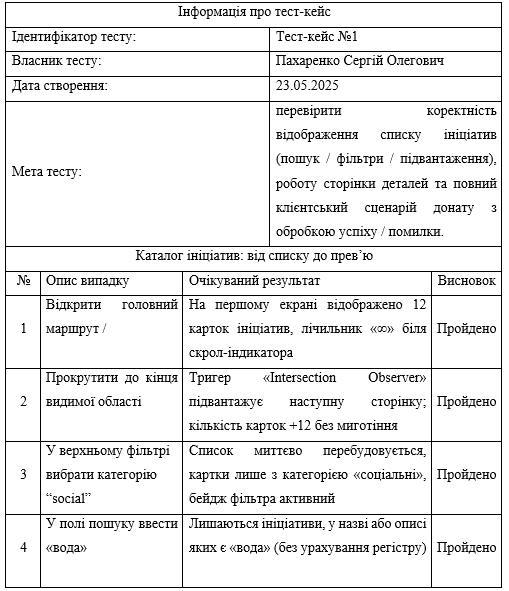 Інформація про тест-кейс
Ідентифікатор тесту: Тест-кейс №1
Власник тесту: Пахаренко Сергій Олегович
Дата створення: 23.05.2025
Мета тесту:
перевірити коректність
відображення списку ініціатив
(пошук / фільтри / підвантаження),
роботу сторінки деталей та повний
клієнтський сценарій донату з
обробкою успіху / помилки.
Каталог ініціатив: від списку до прев’ю
№ Опис випадку Очікуваний результат Висновок
1
Відкрити головний
маршрут /
На першому екрані відображено 12
карток ініціатив, лічильник «∞» біля
скрол-індикатора
Пройдено
2
Прокрутити до кінця
видимої області
Тригер «Intersection Observer»
підвантажує наступну сторінку;
кількість карток +12 без миготіння
Пройдено
3
У верхньому фільтрі
вибрати категорію
“social”
Список миттєво перебудовується,
картки лише з категорією «соціальні»,
бейдж фільтра активний
Пройдено
4
У полі пошуку ввести
«вода»
Лишаються ініціативи, у назві або описі
яких є «вода» (без урахування регістру)
Пройдено